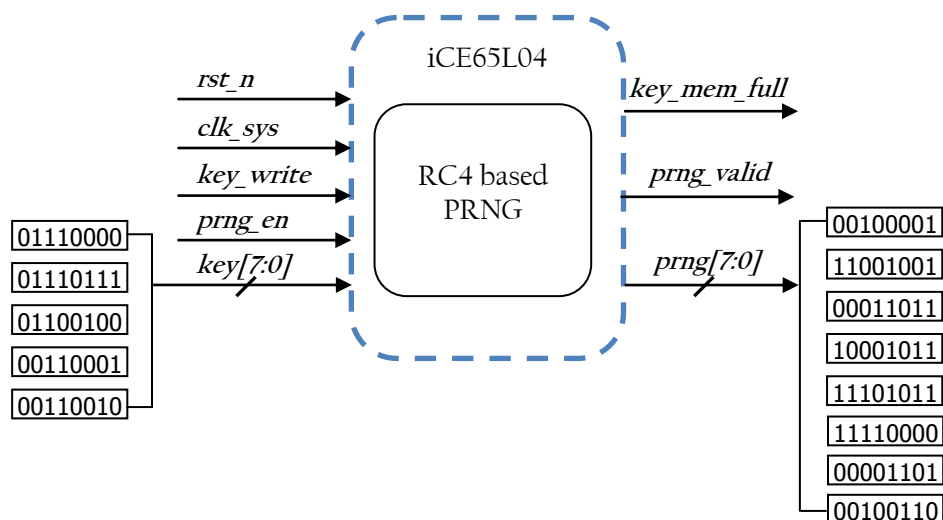 iCE65L04
rst_n
clk_sys
key_write
prng_en
key[7:0]
01110000
01110111
01100100
00110001
00110010
RC4 based
PRNG
key_mem_full
prng_valid
prng[7:0]
00100001
11001001
00011011
10001011
11101011
11110000
00001101
00100110